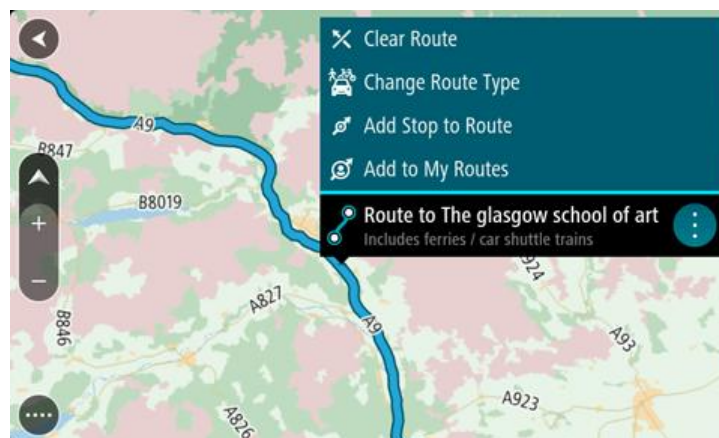 Clear Route
Change Route Type
Add Stop to Route
Add to My Routes
Route to The glasgow school of art
Includes ferries / car shuttle trains
A9
B847
B8019
A827
A9
B846
A826
A924
A93
A923